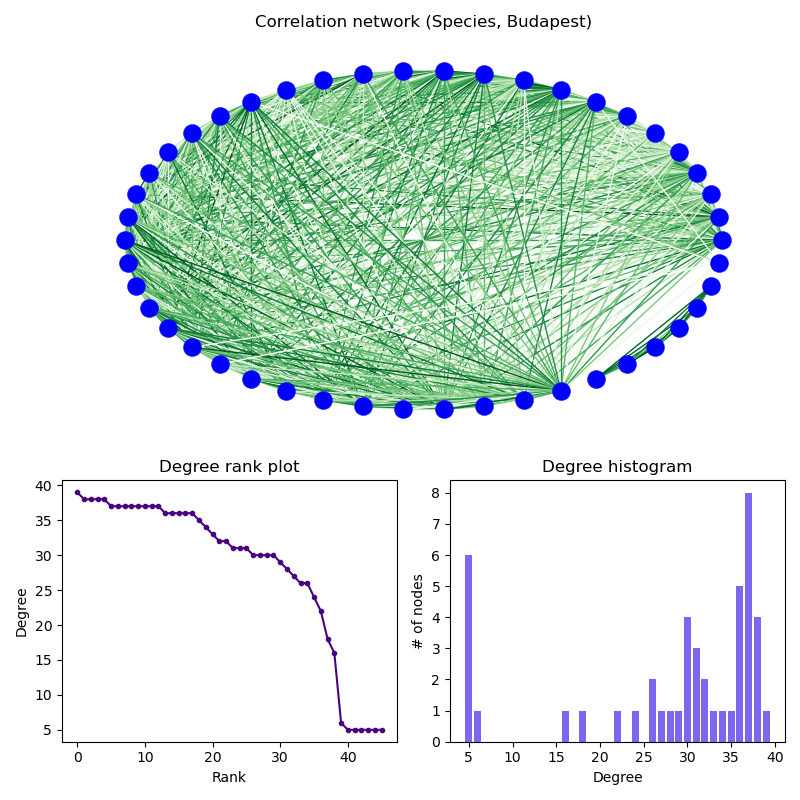 Correlation network (Species, Budapest)
Degree rank plot
Degree
40
35
30
25
20
15
10
5
0 10 20 30 40
Rank
Degree histogram
# of nodes
8
7
6
5
4
3
2
1
0
5 10 15 20 25 30 35 40
Degree